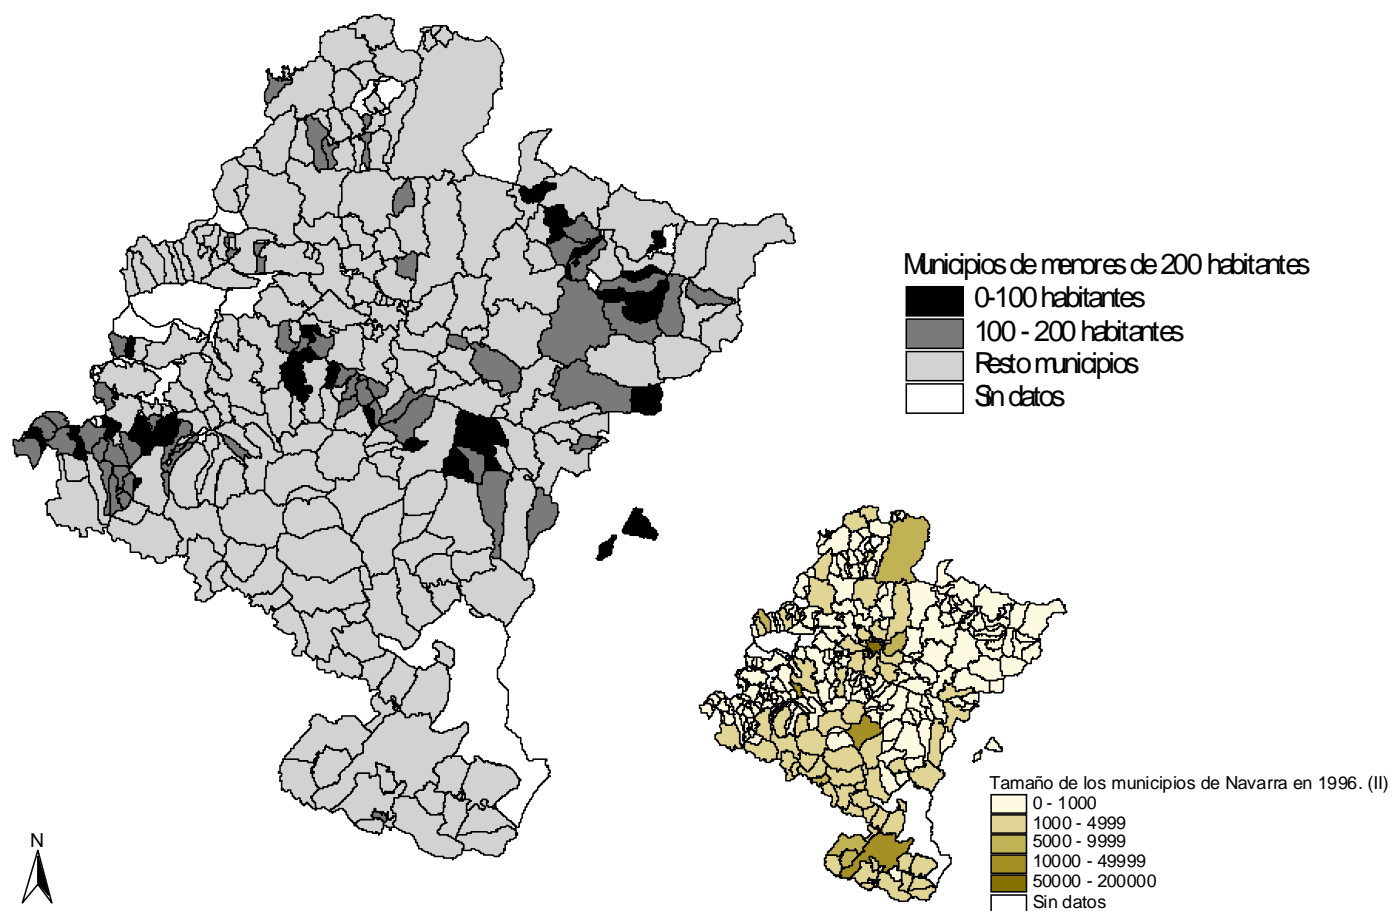 Municipios de menores de 200 habitantes
0-100 habitantes
100 - 200 habitantes
Resto municipios
Sin datos
N
Tamaño de los municipios de Navarra en 1996. (II)
0 - 1000
1000 - 4999
5000 - 9999
10000 - 49999
50000 - 200000
Sin datos